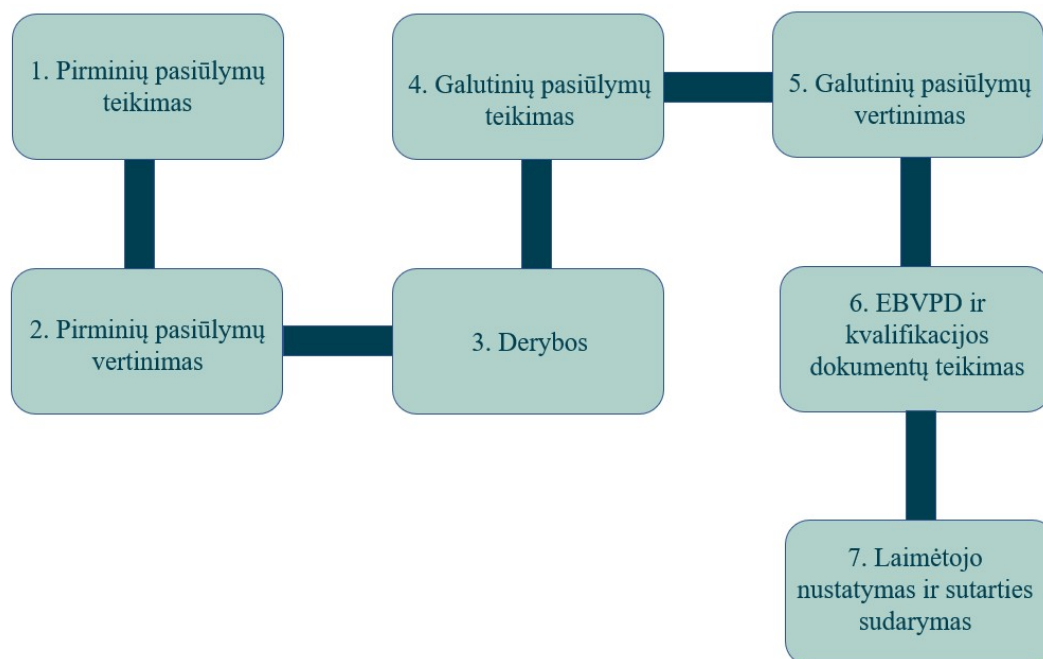 1. Pirminių pasiūlymų
teikimas
2. Pirminių pasiūlymų
vertinimas
3. Derybos
4. Galutinių pasiūlymų
teikimas
5. Galutinių pasiūlymų
vertinimas
6. EBVPD ir
kvalifikacijos
dokumentų teikimas
7. Laimėtojo
nustatymas ir sutarties
sudarymas